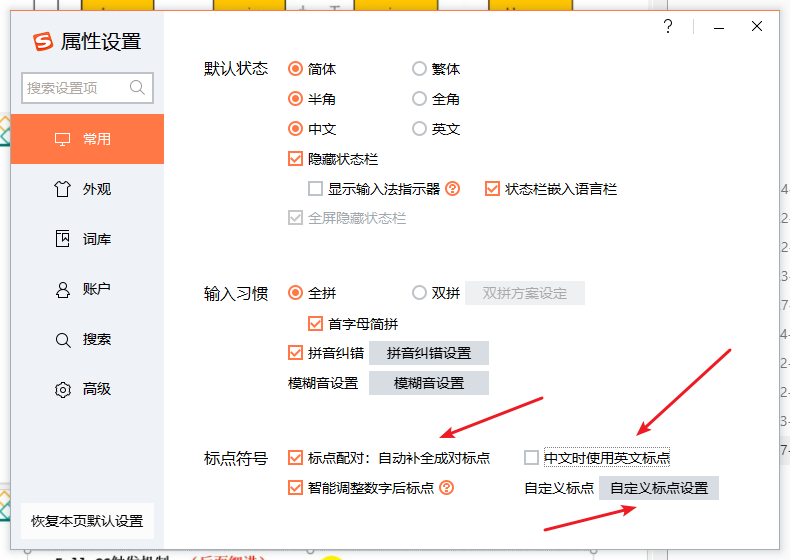 属性设置
?
搜索设置项
常用
外观
词库
账户
搜索
高级
恢复本页默认设置
默认状态 简体 繁体
半角 全角
中文 英文
隐藏状态栏
显示输入法指示器 ? 状态栏嵌入语言栏
全屏隐藏状态栏
输入习惯 全拼 双拼 双拼方案设定
首字母简拼
拼音纠错 拼音纠错设置
模糊音设置 模糊音设置
标点符号 标点配对：自动补全成对标点 中文时使用英文标点
智能调整数字后标点 ? 自定义标点 自定义标点设置